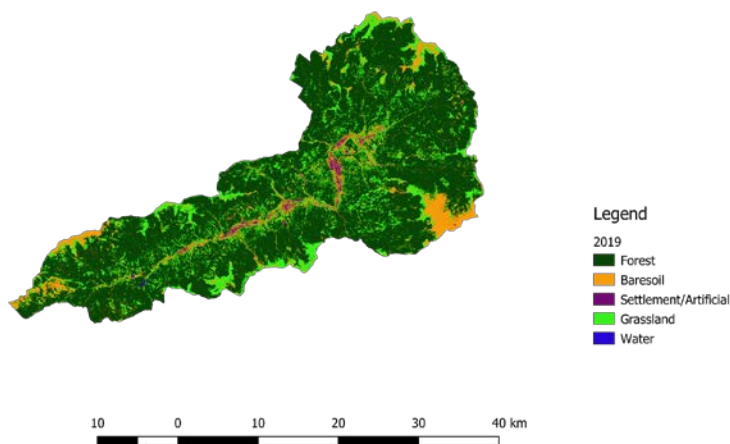 Legend
2019
Forest
Baresoil
Settlement/Artificial
Grassland
Water
10 0 10 20 30 40 km